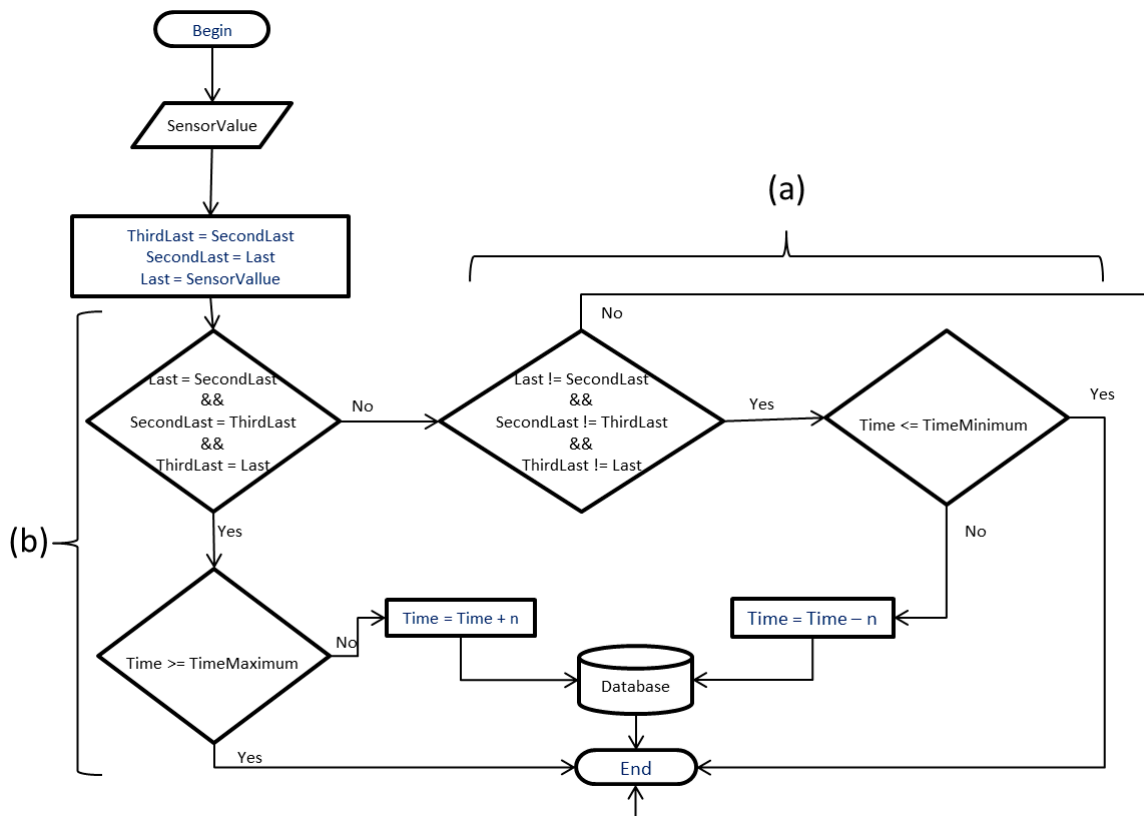 Begin
SensorValue
ThirdLast = SecondLast
SecondLast = Last
Last = SensorVallue
(a)
No
Last = SecondLast
&&
SecondLast = ThirdLast
&&
ThirdLast = Last
No
Last != SecondLast
&&
SecondLast != ThirdLast
&&
ThirdLast != Last
Yes
Time <= TimeMinimum
Yes
(b)
Yes
No
Time >= TimeMaximum
No
Time = Time + n
Time = Time – n
Database
Yes
End